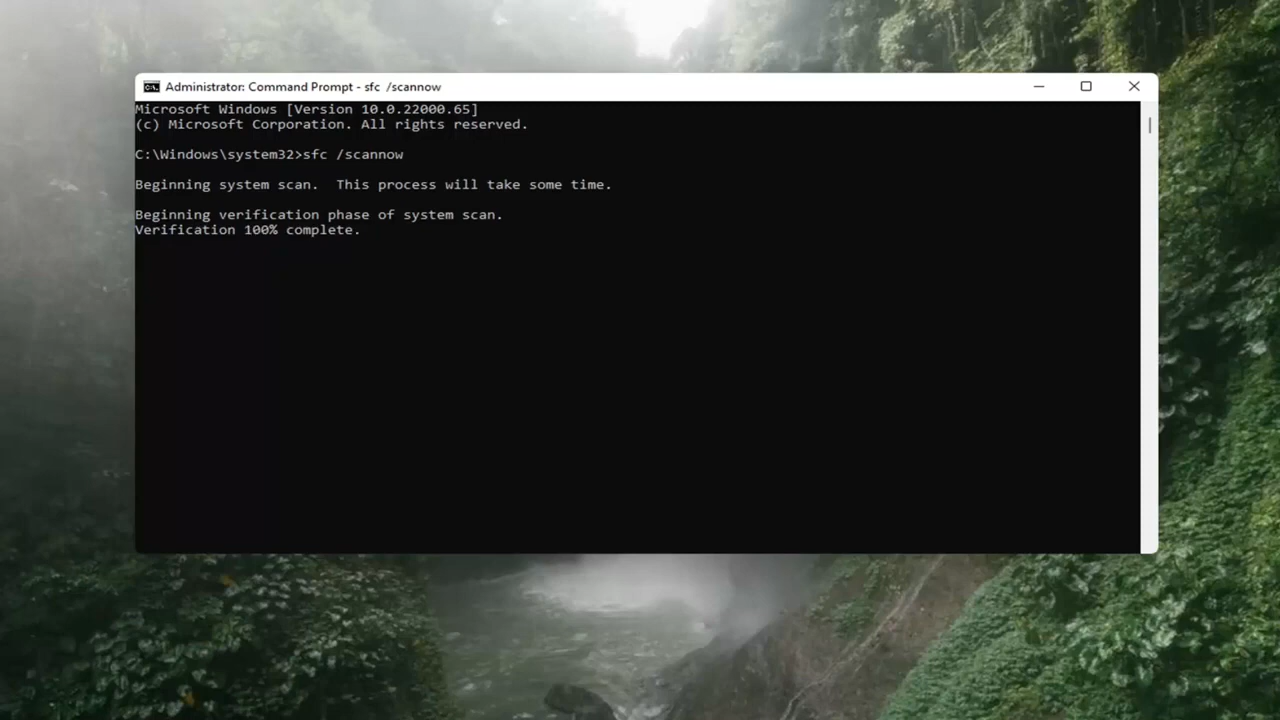 Administrator: Command Prompt - sfc /scannow
Microsoft Windows [Version 10.0.22000.65]
(c) Microsoft Corporation. All rights reserved.
C:\Windows\system32>sfc /scannow
Beginning system scan.  This process will take some time.
Beginning verification phase of system scan.
Verification 100% complete.